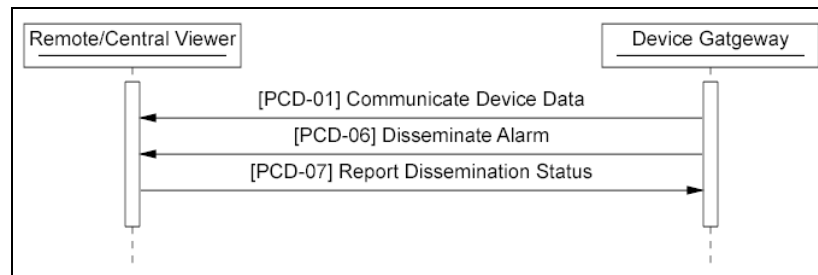 Remote/Central Viewer
Device Gatgeway
[PCD-01] Communicate Device Data
[PCD-06] Disseminate Alarm
[PCD-07] Report Dissemination Status